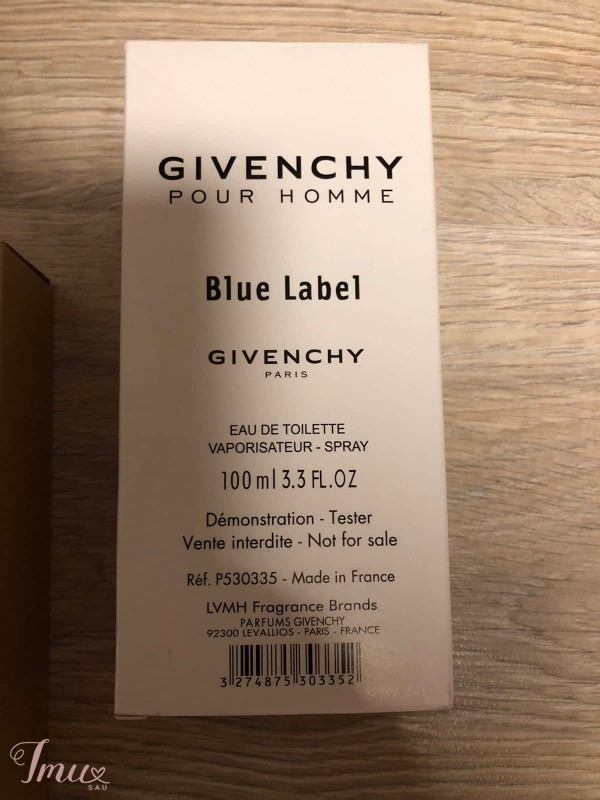 GIVENCHY
POUR HOMME
Blue Label
GIVENCHY
PARIS
EAU DE TOILETTE
VAPORISATEUR - SPRAY
100 ml 3.3 FL.OZ
Démonstration - Tester
Vente interdite - Not for sale
Réf. P530335 - Made in France
LVMH Fragrance Brands
PARFUMS GIVENCHY
92300 LEVALLIOS - PARIS - FRANCE
3 274875 303352
Imu
SAU